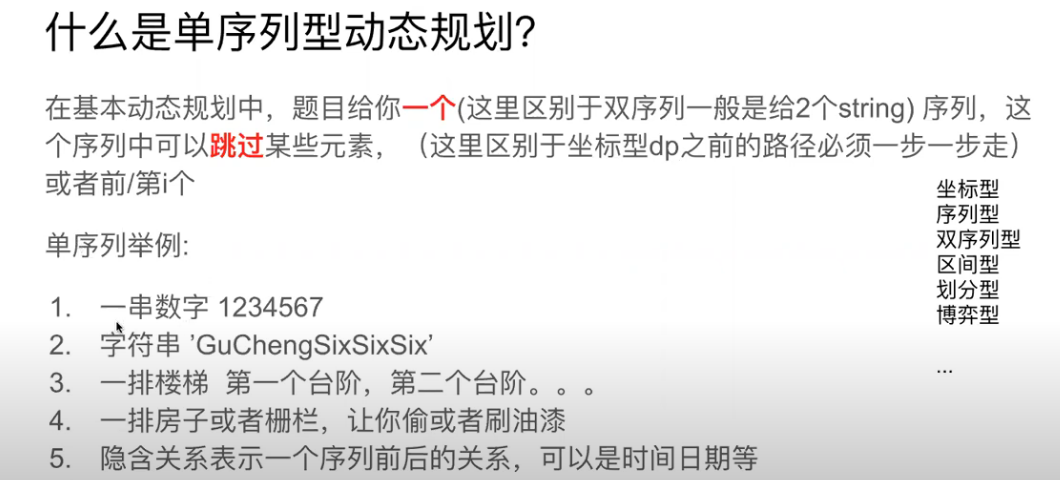 什么是单序列型动态规划？
在基本动态规划中，题目给你一个(这里区别于双序列一般是给2个string) 序列，这
个序列中可以跳过某些元素，（这里区别于坐标型dp之前的路径必须一步一步走）
或者前/第i个
单序列举例:
1. 一串数字 1234567
2. 字符串 ’GuChengSixSixSix’
3. 一排楼梯 第一个台阶，第二个台阶。。。
4. 一排房子或者栅栏，让你偷或者刷油漆
5. 隐含关系表示一个序列前后的关系，可以是时间日期等
坐标型
序列型
双序列型
区间型
划分型
博弈型
...